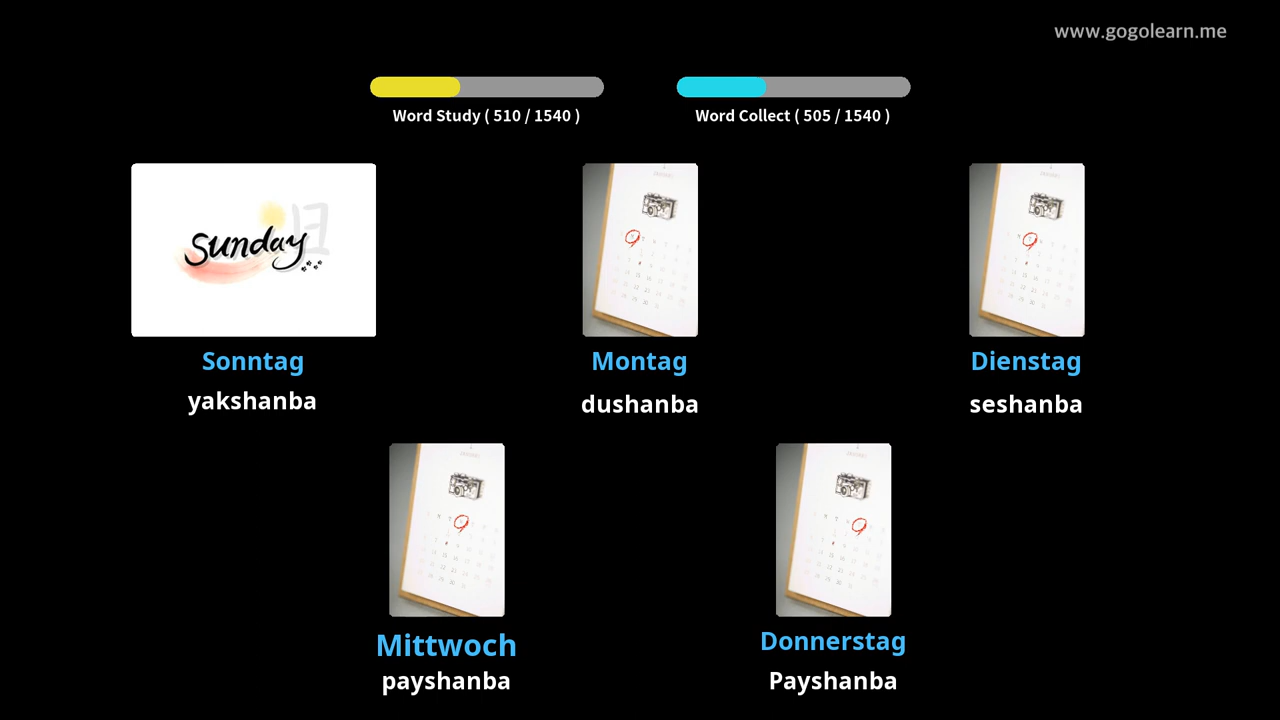 www.gogolearn.me
Word Study ( 510 / 1540 )
Word Collect ( 505 / 1540 )
Sunday
日
Sonntag
Montag
Dienstag
yakshanba
dushanba
seshanba
Mittwoch
Donnerstag
payshanba
Payshanba